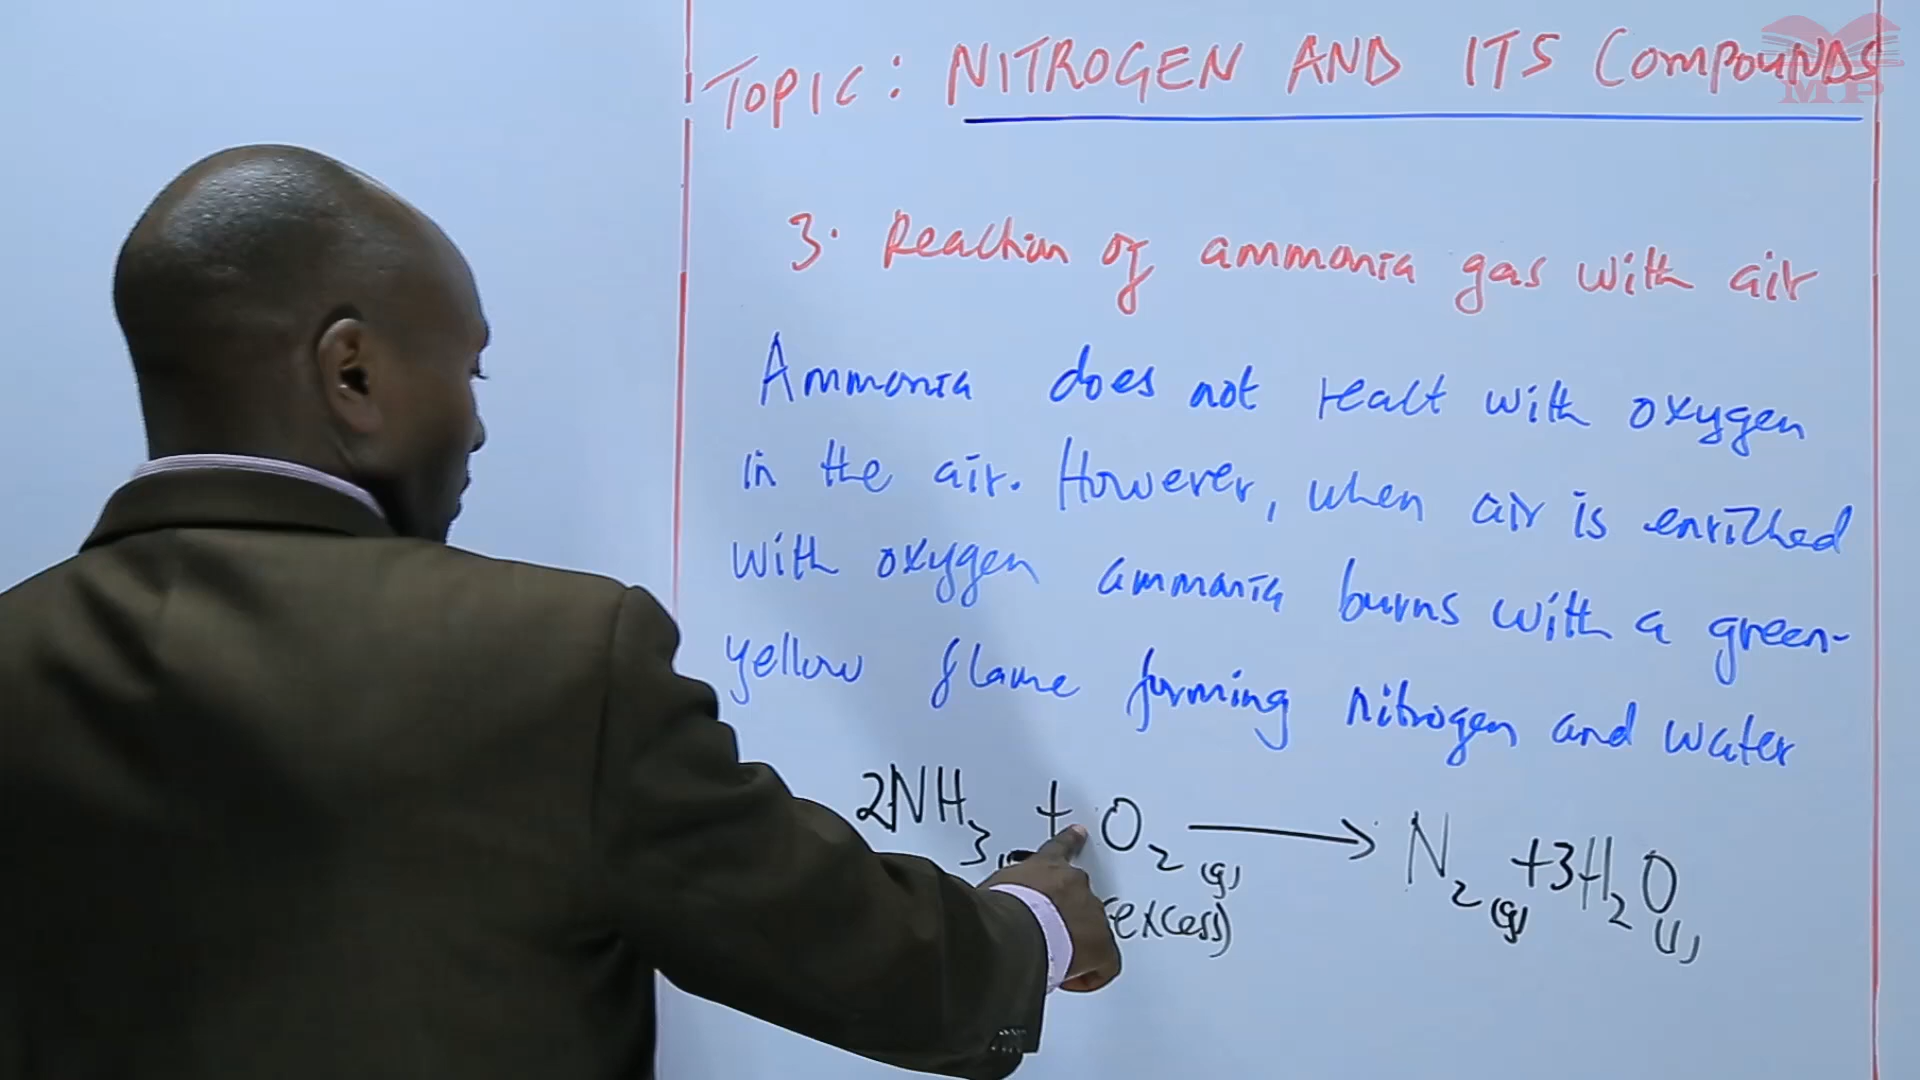 TOPIC: NITROGEN AND ITS COMPOUNDS
MP
3. Reaction of ammonia gas with air
Ammonia does not react with oxygen
in the air. However, when air is enriched
with oxygen ammonia burns with a green-
yellow flame forming nitrogen and water
2NH3 + O2 (g) → N2 (g) + 3H2O (l)
(excess)